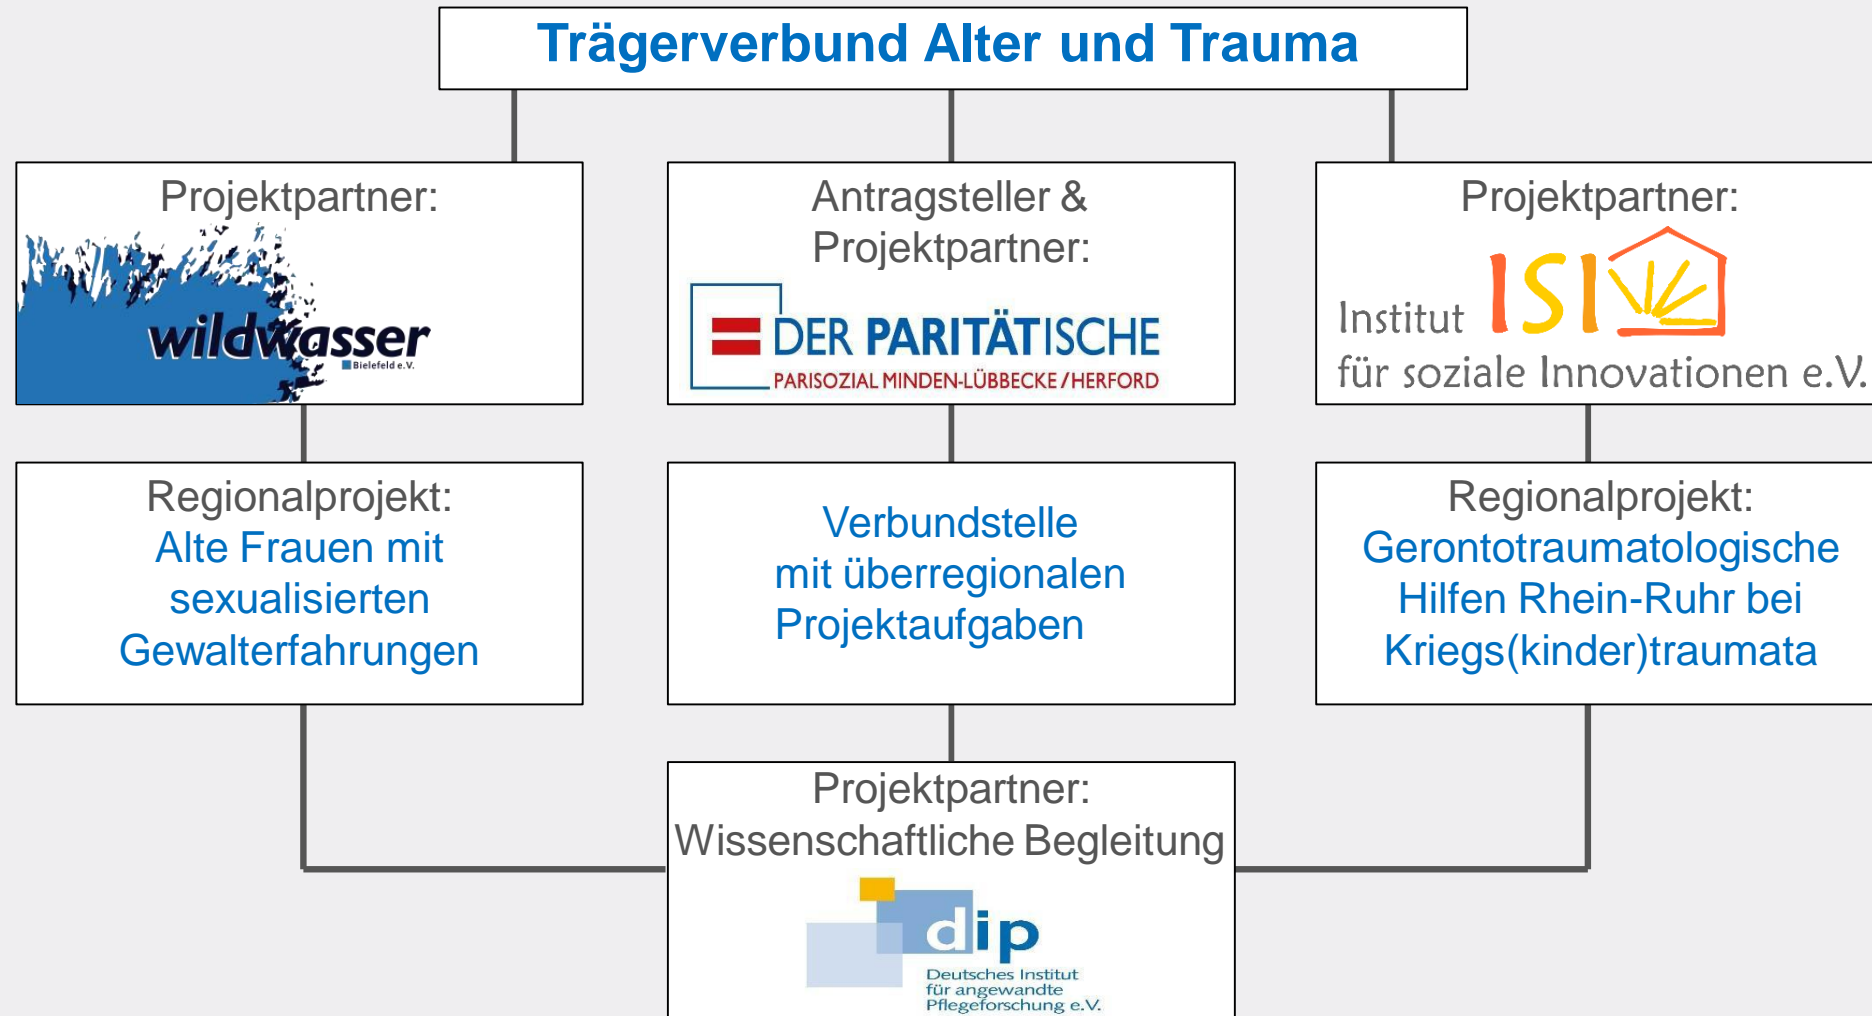 Trägerverbund Alter und Trauma
Projektpartner:
wildwasser
Bielefeld e.V.
Antragsteller &
Projektpartner:
DER PARITÄTISCHE
PARISOZIAL MINDEN-LÜBBECKE / HERFORD
Projektpartner:
Institut ISI
für soziale Innovationen e.V.
Regionalprojekt:
Alte Frauen mit
sexualisierten
Gewalterfahrungen
Verbundstelle
mit überregionalen
Projektaufgaben
Regionalprojekt:
Gerontotraumatologische
Hilfen Rhein-Ruhr bei
Kriegs(kinder)traumata
Projektpartner:
Wissenschaftliche Begleitung
dip
Deutsches Institut
für angewandte
Pflegeforschung e.V.